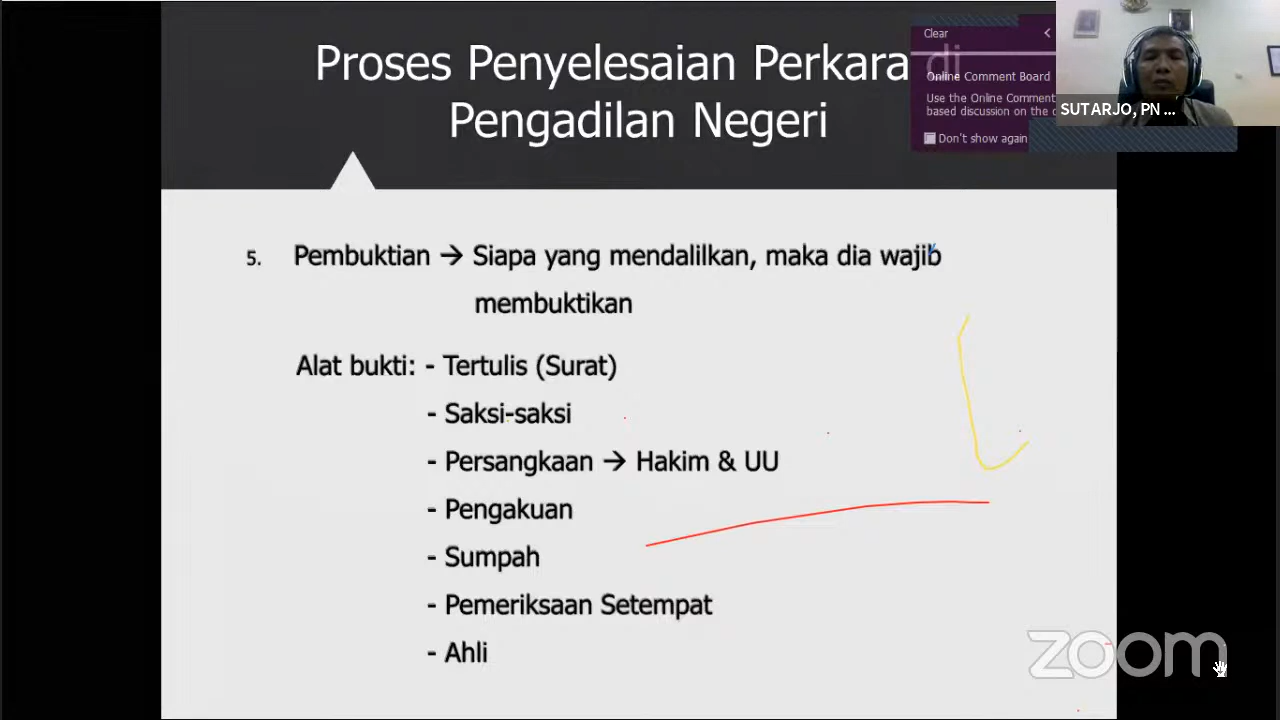 Proses Penyelesaian Perkara di
Pengadilan Negeri
Clear
Online Comment Board
Use the Online Comment
based discussion on the
Don't show again
SUTARJO, PN ...
5. Pembuktian → Siapa yang mendalilkan, maka dia wajib
membuktikan
Alat bukti: - Tertulis (Surat)
- Saksi-saksi
- Persangkaan → Hakim & UU
- Pengakuan
- Sumpah
- Pemeriksaan Setempat
- Ahli
zoom